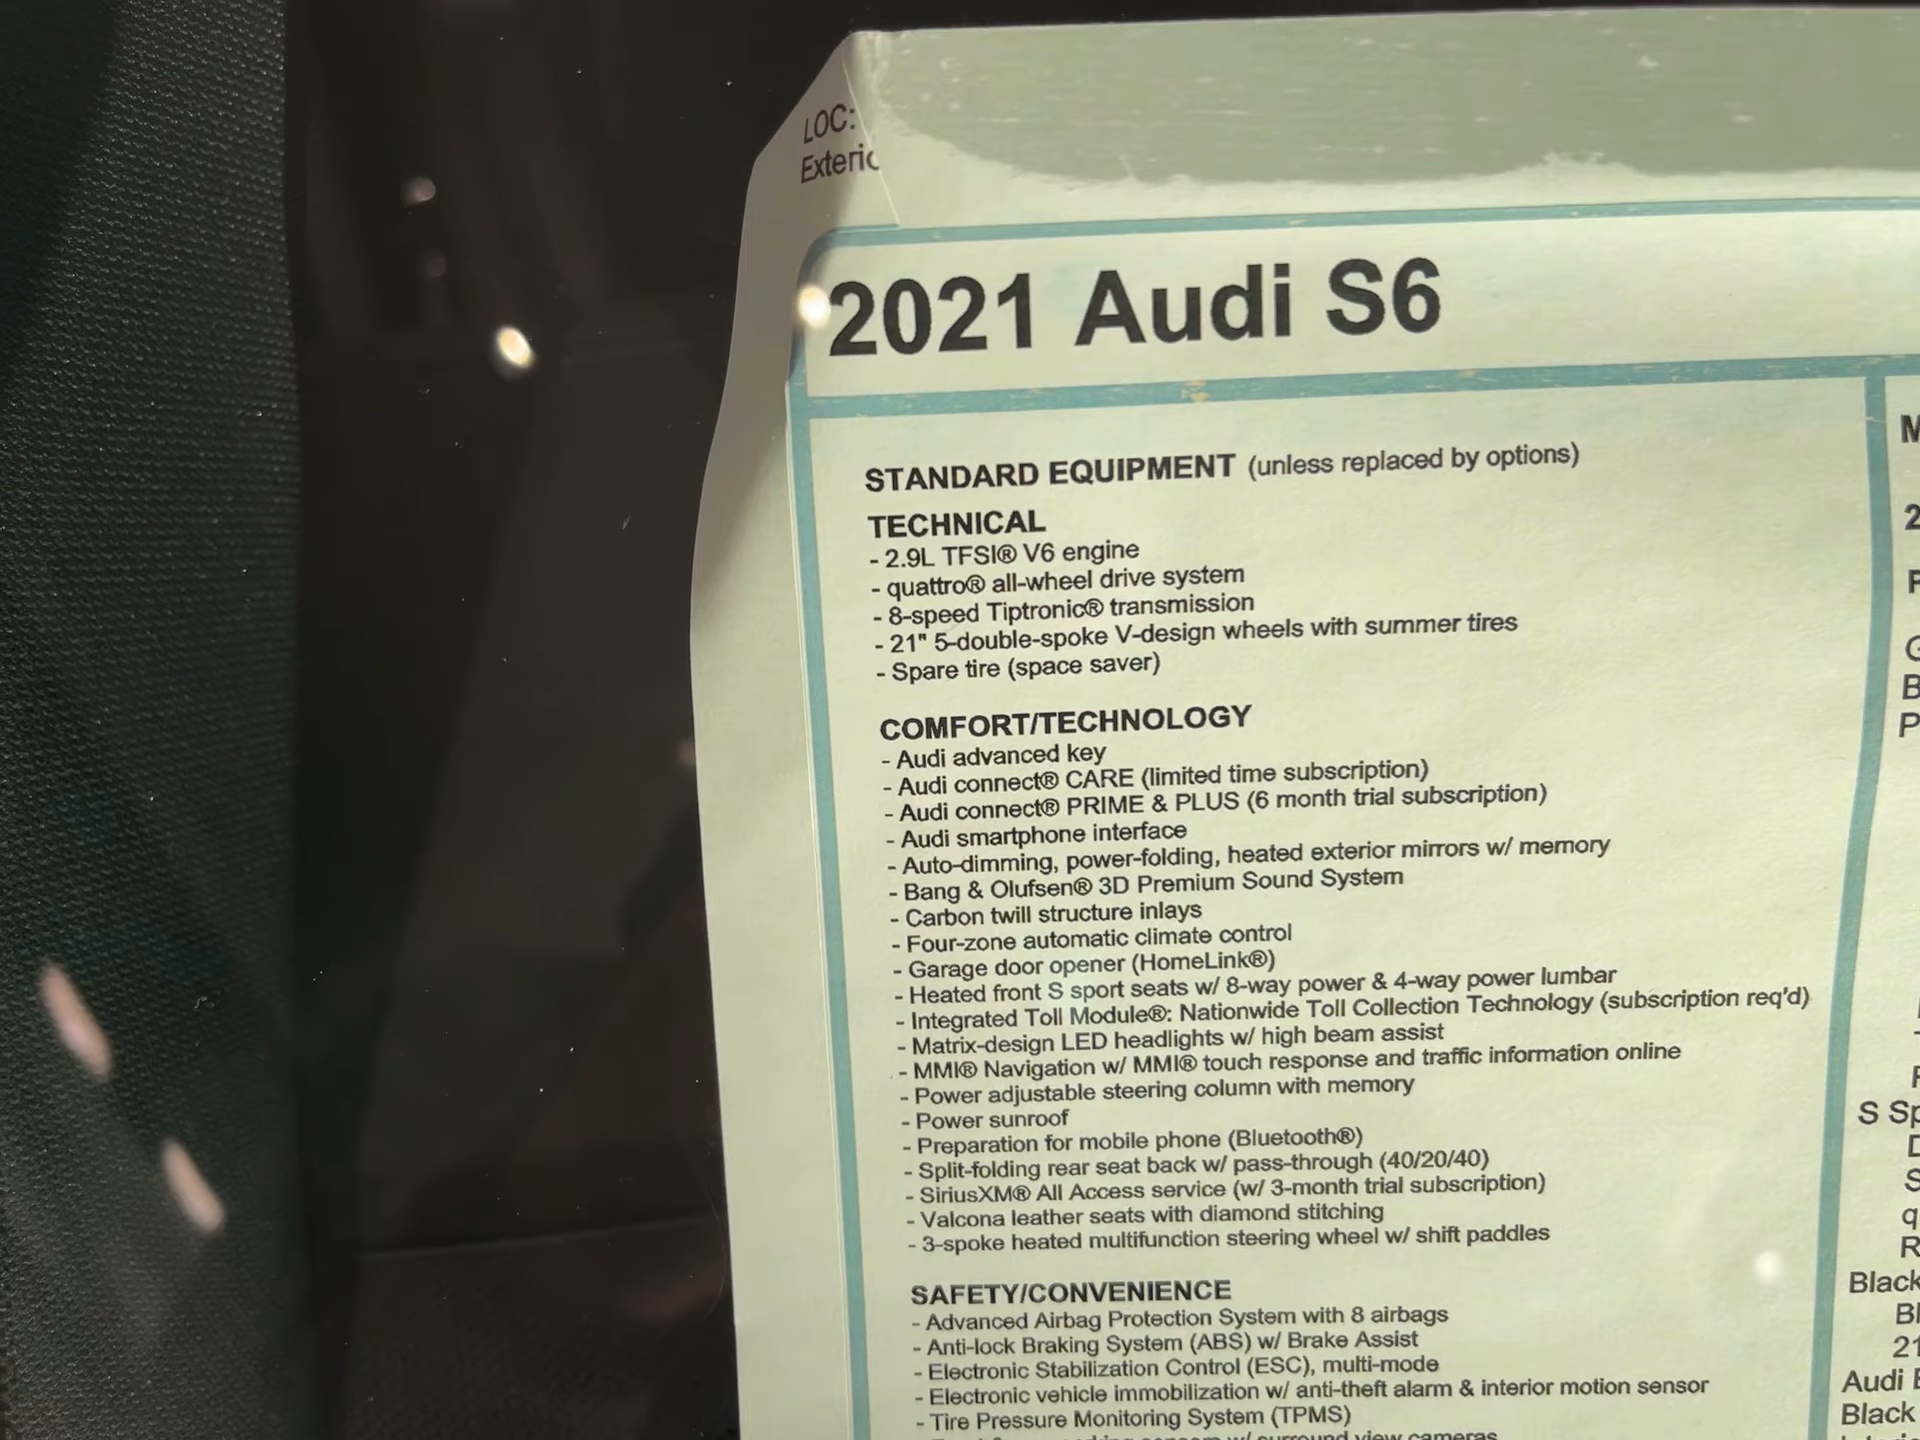 LOC:
2021 Audi S6
STANDARD EQUIPMENT (unless replaced by options)
TECHNICAL
- 2.9L TFSI® V6 engine
- quattro® all-wheel drive system
- 8-speed Tiptronic® transmission
- 21" 5-double-spoke V-design wheels with summer tires
- Spare tire (space saver)
COMFORT/TECHNOLOGY
- Audi advanced key
- Audi connect® CARE (limited time subscription)
- Audi connect® PRIME & PLUS (6 month trial subscription)
- Audi smartphone interface
- Auto-dimming, power-folding, heated exterior mirrors w/ memory
- Bang & Olufsen® 3D Premium Sound System
- Carbon twill structure inlays
- Four-zone automatic climate control
- Garage door opener (HomeLink®)
- Heated front S sport seats w/ 8-way power & 4-way power lumbar
- Integrated Toll Module®: Nationwide Toll Collection Technology (subscription req'd)
- Matrix-design LED headlights w/ high beam assist
- MMI® Navigation w/ MMI® touch response and traffic information online
- Power adjustable steering column with memory
- Power sunroof
- Preparation for mobile phone (Bluetooth®)
- Split-folding rear seat back w/ pass-through (40/20/40)
- SiriusXM® All Access service (w/ 3-month trial subscription)
- Valcona leather seats with diamond stitching
- 3-spoke heated multifunction steering wheel w/ shift paddles
SAFETY/CONVENIENCE
- Advanced Airbag Protection System with 8 airbags
- Anti-lock Braking System (ABS) w/ Brake Assist
- Electronic Stabilization Control (ESC), multi-mode
- Electronic vehicle immobilization w/ anti-theft alarm & interior motion sensor
- Tire Pressure Monitoring System (TPMS)
w/ surround view cameras
S
Black
Audi
Black